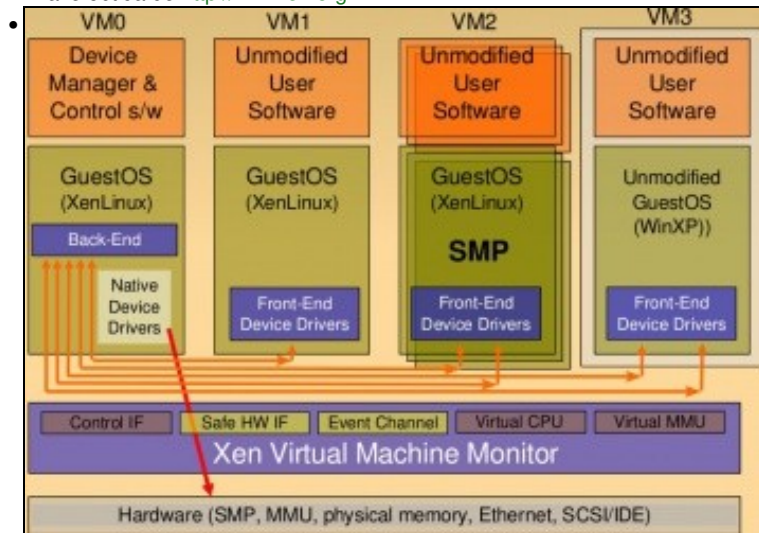 VM0
VM1
VM2
VM3
Device
Manager &
Control s/w
Unmodified
User
Software
Unmodified
User
Software
Unmodified
User
Software
GuestOS
(XenLinux)
Back-End
Native
Device
Drivers
GuestOS
(XenLinux)
Front-End
Device Drivers
GuestOS
(XenLinux)
SMP
Front-End
Device Drivers
Unmodified
GuestOS
(WinXP))
Front-End
Device Drivers
Control IF
Safe HW IF
Event Channel
Virtual CPU
Virtual MMU
Xen Virtual Machine Monitor
Hardware (SMP, MMU, physical memory, Ethernet, SCSI/IDE)